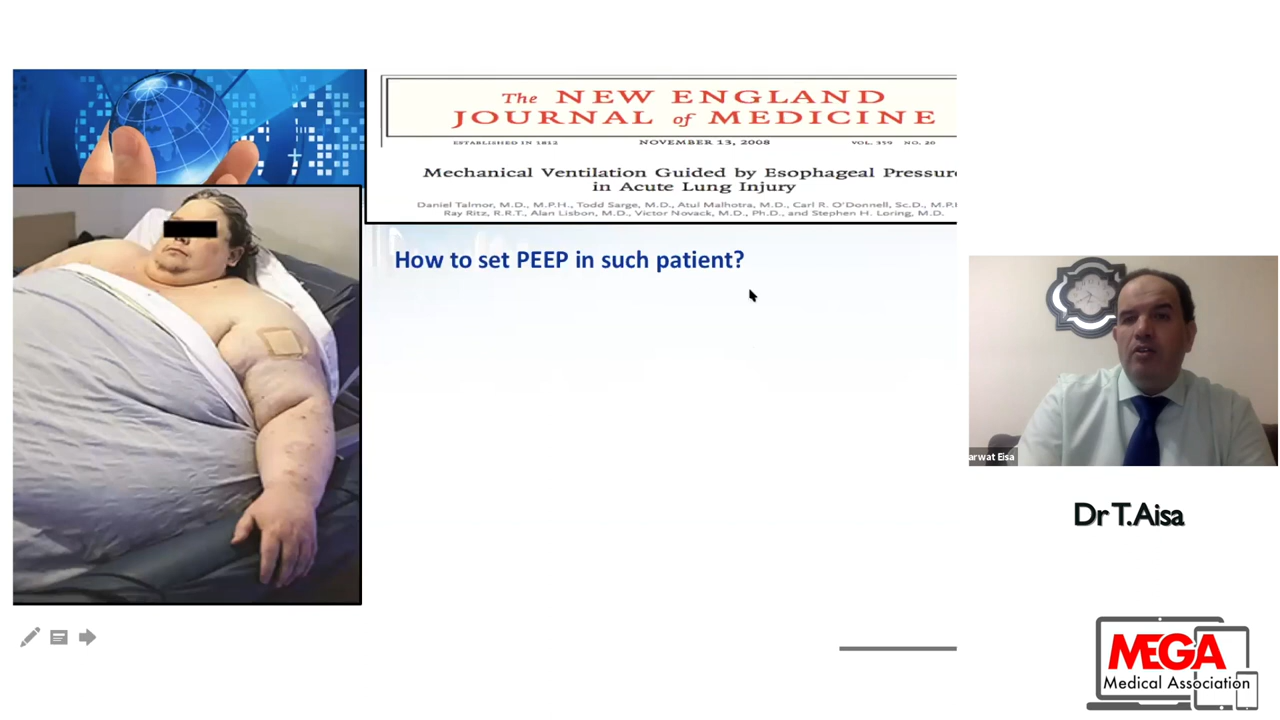 The NEW ENGLAND
JOURNAL of MEDICINE
ESTABLISHED IN 1812 NOVEMBER 13, 2008 VOL. 359 NO. 20
Mechanical Ventilation Guided by Esophageal Pressure
in Acute Lung Injury
Daniel Talmor, M.D., M.P.H., Todd Sarge, M.D., Atul Malhotra, M.D., Carl R. O'Donnell, Sc.D., M.P.H
Ray Ritz, R.R.T., Alan Lisbon, M.D., Victor Novack, M.D., Ph.D., and Stephen H. Loring, M.D.
How to set PEEP in such patient?
arwat Eisa
Dr T.Aisa
MEGA
Medical Association